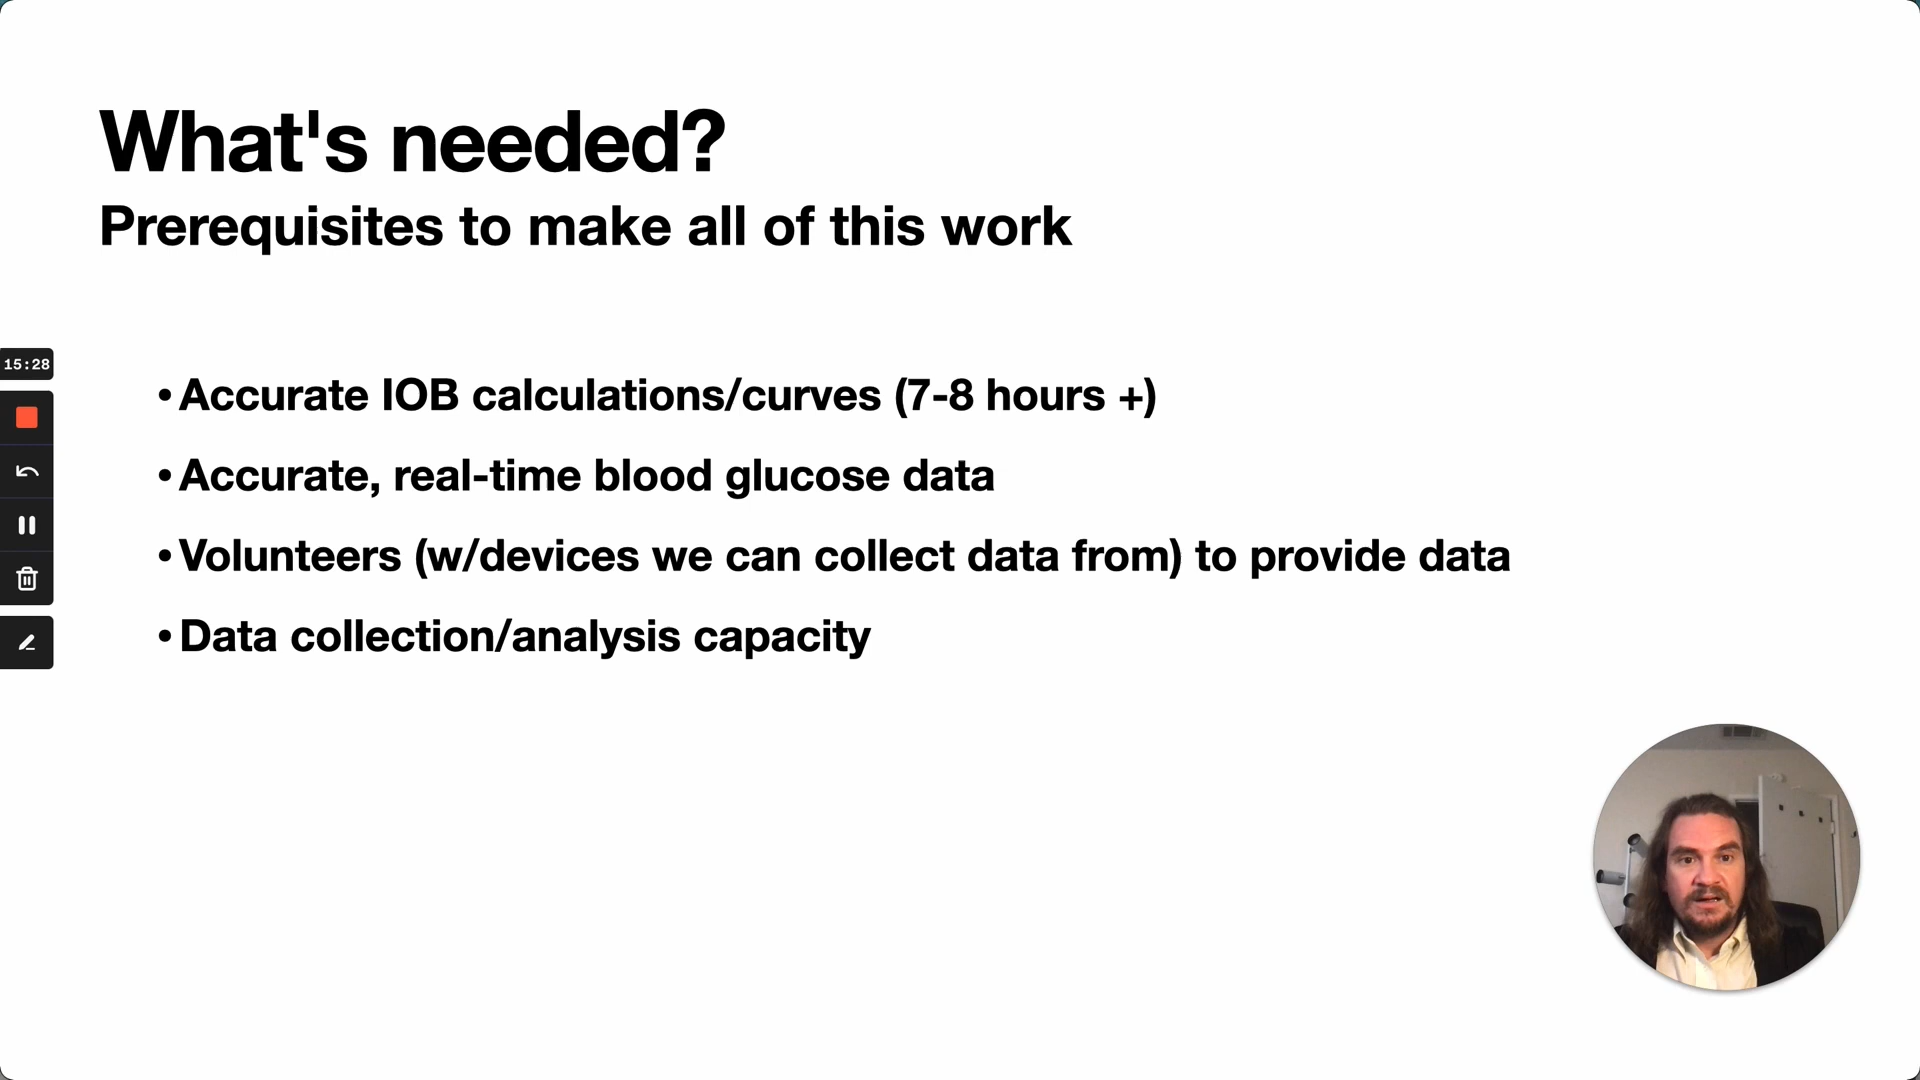 What's needed?
Prerequisites to make all of this work
15:28
• Accurate IOB calculations/curves (7-8 hours +)
• Accurate, real-time blood glucose data
• Volunteers (w/devices we can collect data from) to provide data
• Data collection/analysis capacity